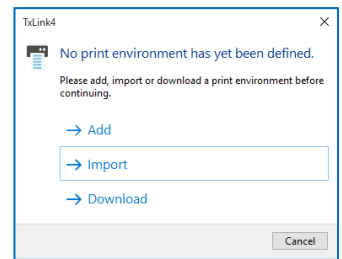 TxLink4
No print environment has yet been defined.
Please add, import or download a print environment before
continuing.
Add
Import
Download
Cancel